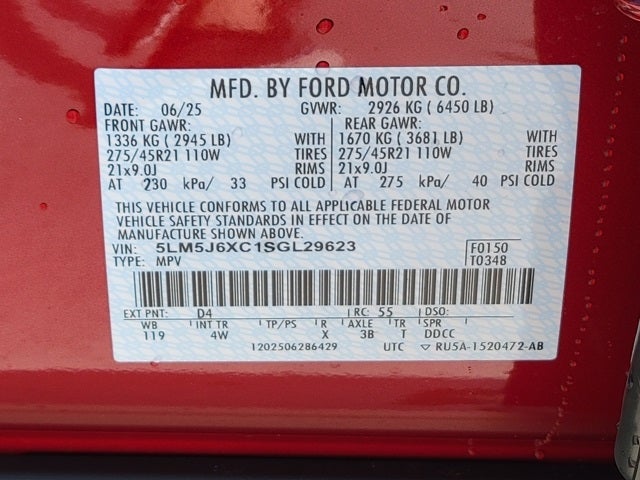 MFD. BY FORD MOTOR CO.
DATE: 06/25 GVWR: 2926 KG ( 6450 LB)
FRONT GAWR: REAR GAWR:
1336 KG ( 2945 LB) WITH 1670 KG ( 3681 LB) WITH
275/45R21 110W TIRES 275/45R21 110W TIRES
21x9.0J RIMS 21x9.0J RIMS
AT 230 kPa/ 33 PSI COLD AT 275 kPa/ 40 PSI COLD
THIS VEHICLE CONFORMS TO ALL APPLICABLE FEDERAL MOTOR
VEHICLE SAFETY STANDARDS IN EFFECT ON THE DATE OF
MANUFACTURE SHOWN ABOVE.
VIN: 5LM5J6XC1SGL29623 F0150
TYPE: MPV T0348
EXT PNT: D4 RC: 55 DSO:
WB INT TR TP/PS R AXLE TR SPR
119 4W X 3B T DDCC
1202506286429 UTC ▽ RU5A-1520472-AB